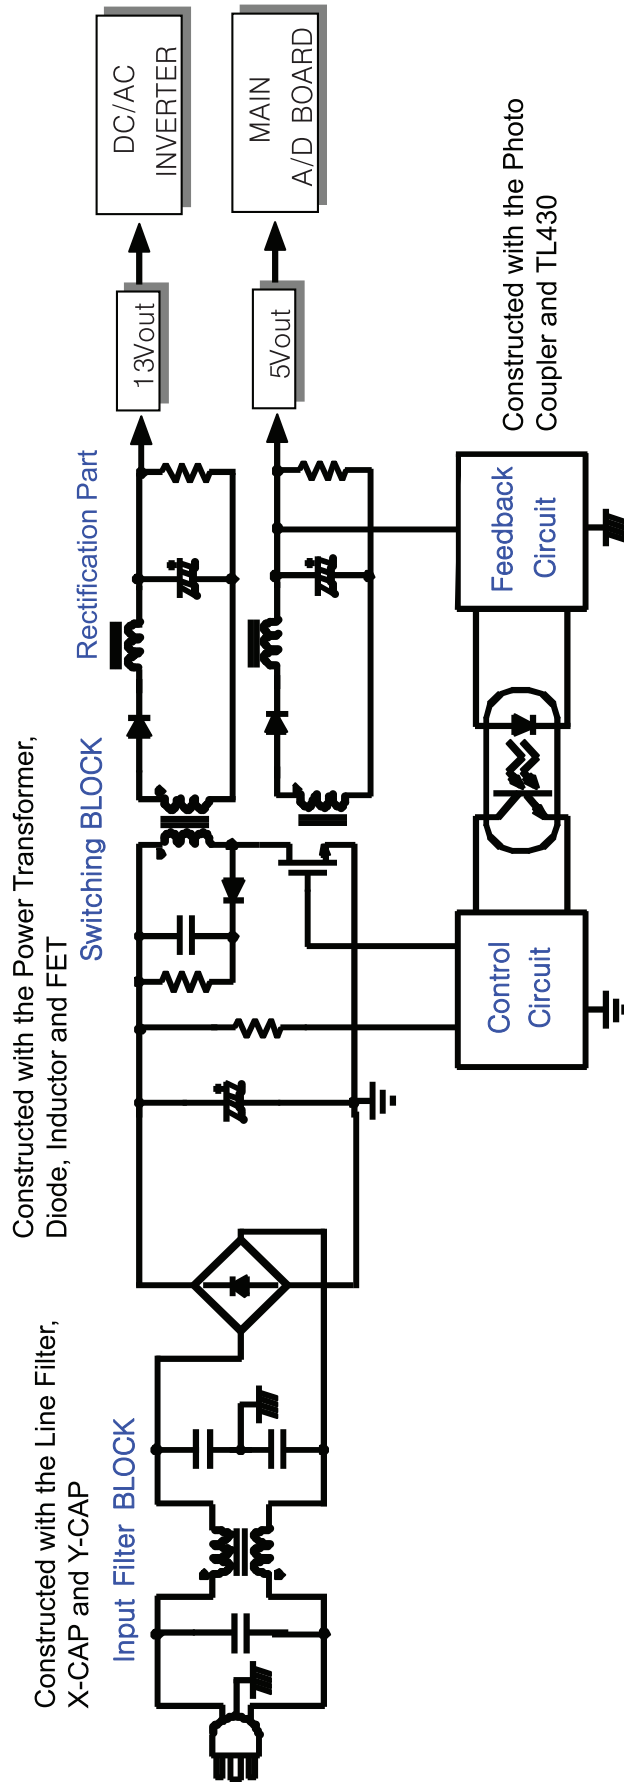 Constructed with the Line Filter,
X-CAP and Y-CAP
Input Filter BLOCK
Constructed with the Power Transformer,
Diode, Inductor and FET
Switching BLOCK
Rectification Part
13Vout
DC/AC
INVERTER
5Vout
MAIN
A/D BOARD
Control
Circuit
Feedback
Circuit
Constructed with the Photo
Coupler and TL430